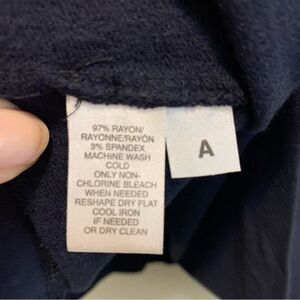 97% RAYON/
RAYONNE/RAYÓN
3% SPANDEX
MACHINE WASH
COLD
ONLY NON-
CHLORINE BLEACH
WHEN NEEDED
RESHAPE DRY FLAT
COOL IRON
IF NEEDED
OR DRY CLEAN
A